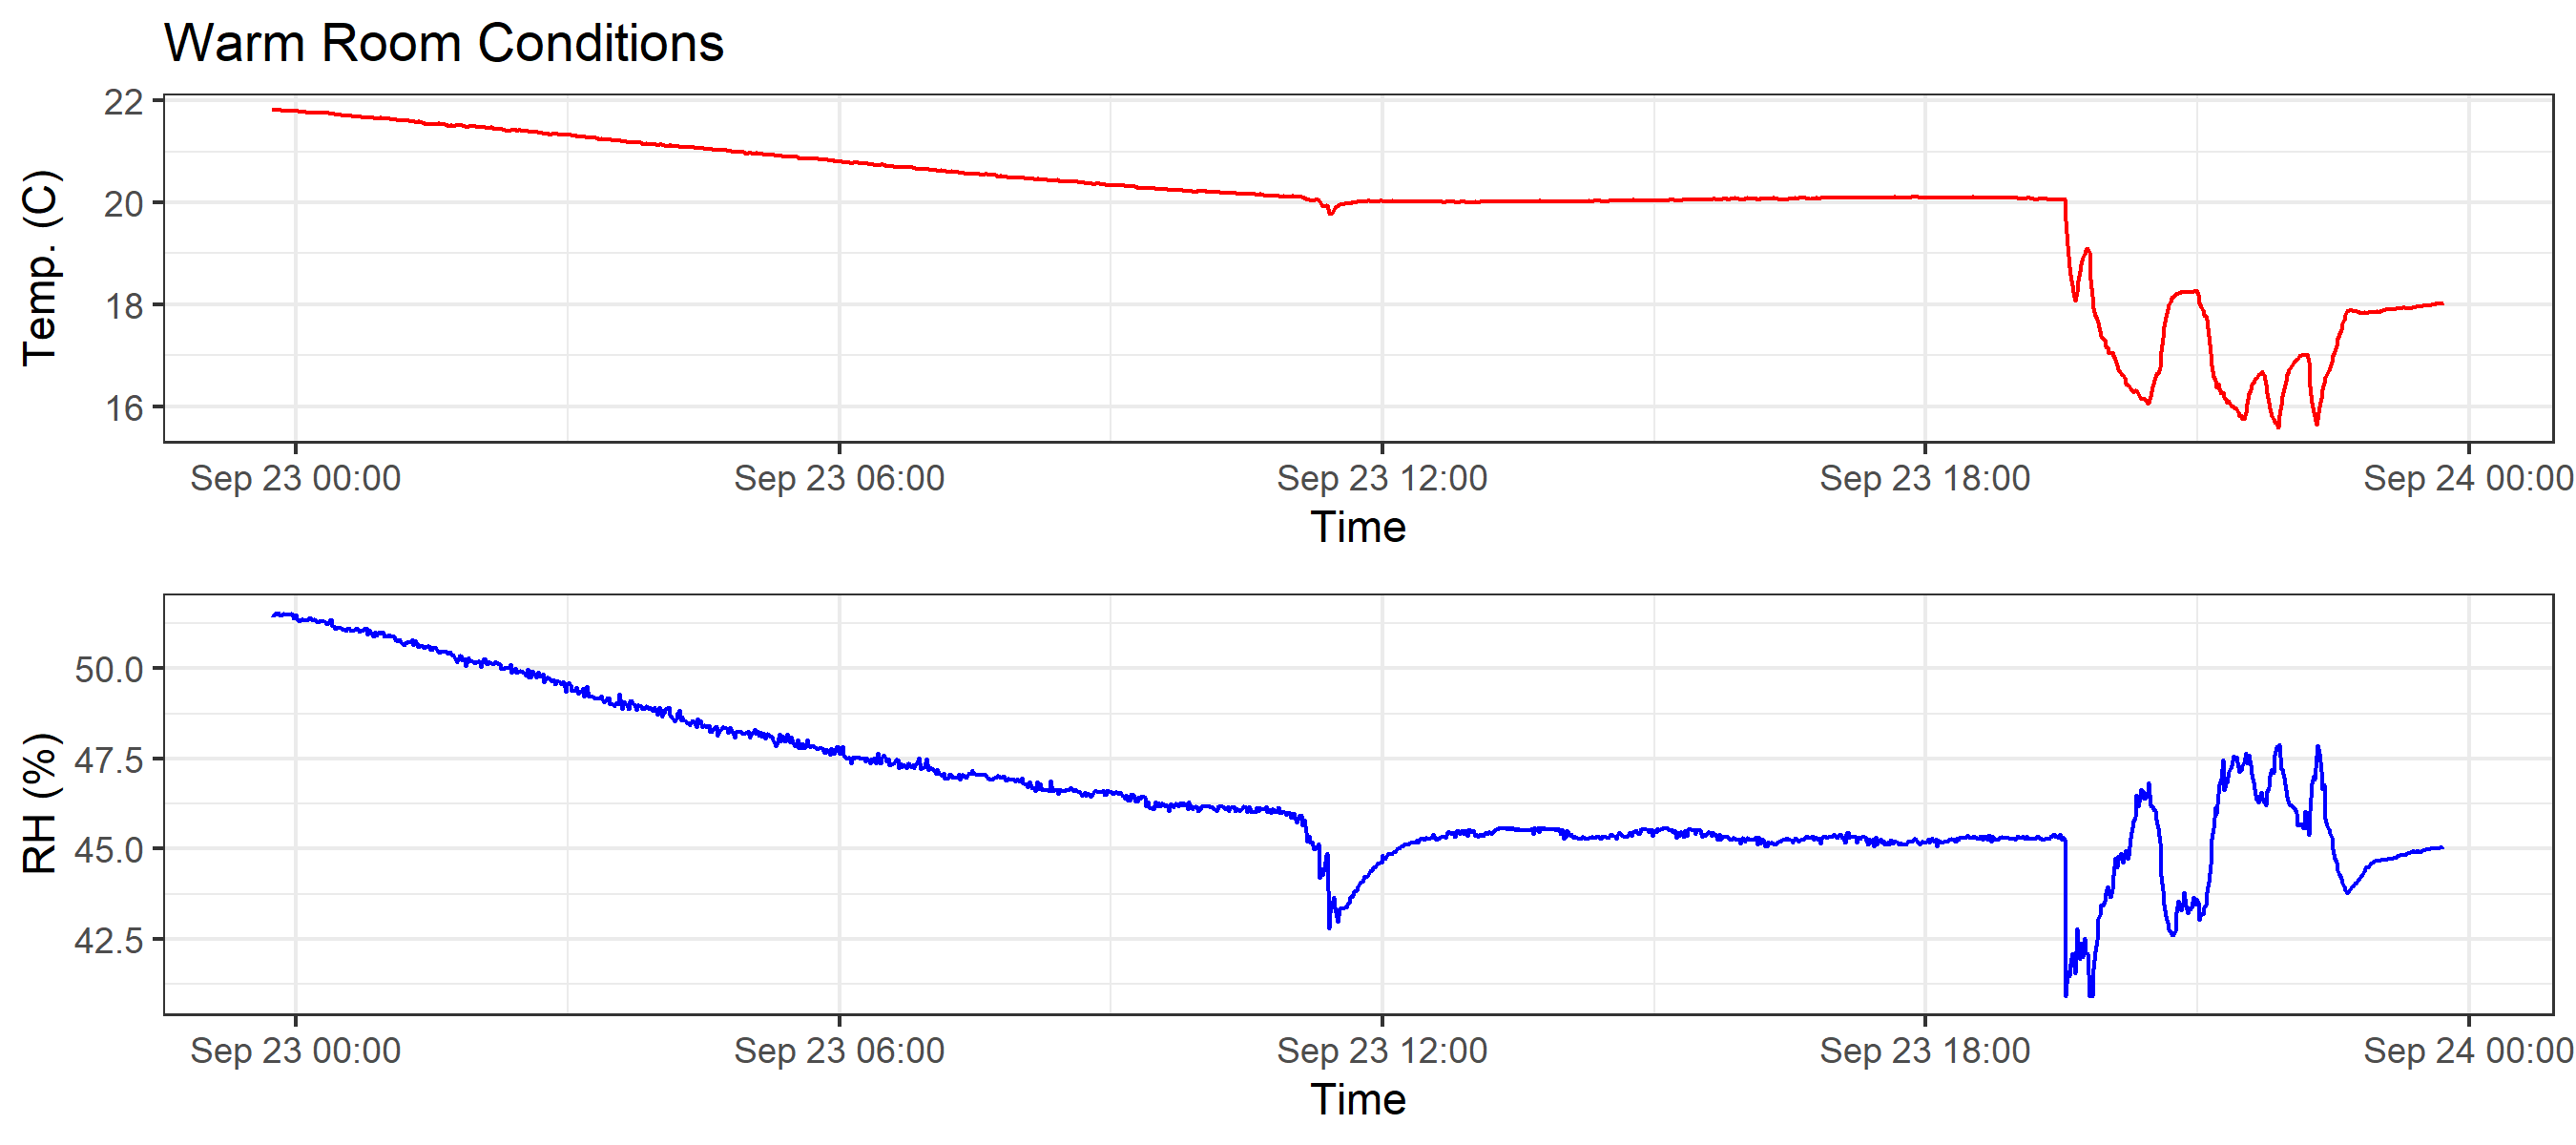 Warm Room Conditions
22
20
18
16
Temp. (C)
Sep 23 00:00 Sep 23 06:00 Sep 23 12:00 Sep 23 18:00 Sep 24 00:00
Time
50.0
47.5
45.0
42.5
RH (%)
Sep 23 00:00 Sep 23 06:00 Sep 23 12:00 Sep 23 18:00 Sep 24 00:00
Time